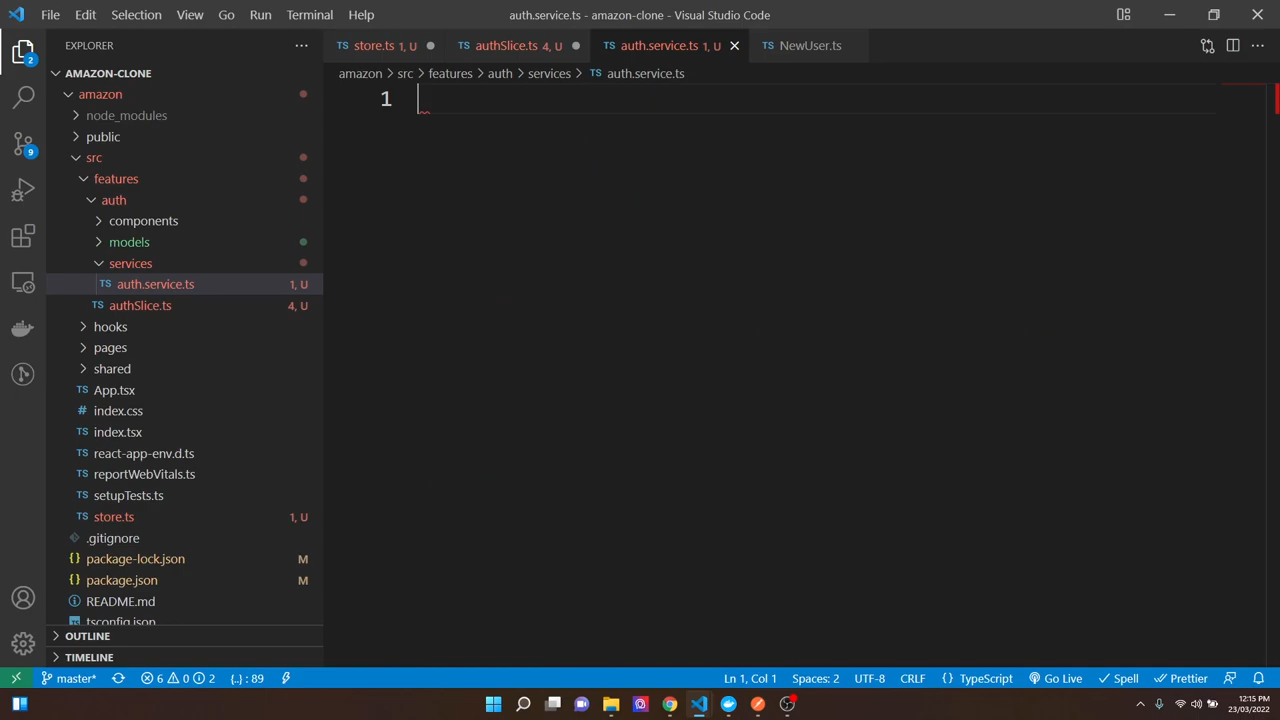 File Edit Selection View Go Run Terminal Help
auth.service.ts - amazon-clone - Visual Studio Code
EXPLORER
TS store.ts 1, U
TS authSlice.ts 4, U
TS auth.service.ts 1, U
TS NewUser.ts
2
AMAZON-CLONE
amazon > src > features > auth > services > TS auth.service.ts
amazon
1
node_modules
public
9
src
features
auth
components
models
services
TS auth.service.ts 1, U
TS authSlice.ts 4, U
hooks
pages
shared
TS App.tsx
# index.css
TS index.tsx
TS react-app-env.d.ts
TS reportWebVitals.ts
TS setupTests.ts
TS store.ts 1, U
.gitignore
{} package-lock.json M
{} package.json M
README.md
tsconfig.json
OUTLINE
TIMELINE
master* 6 0 2 {..} : 89 Ln 1, Col 1 Spaces: 2 UTF-8 CRLF {} TypeScript Go Live Spell Prettier
12:15 PM
23/03/2022